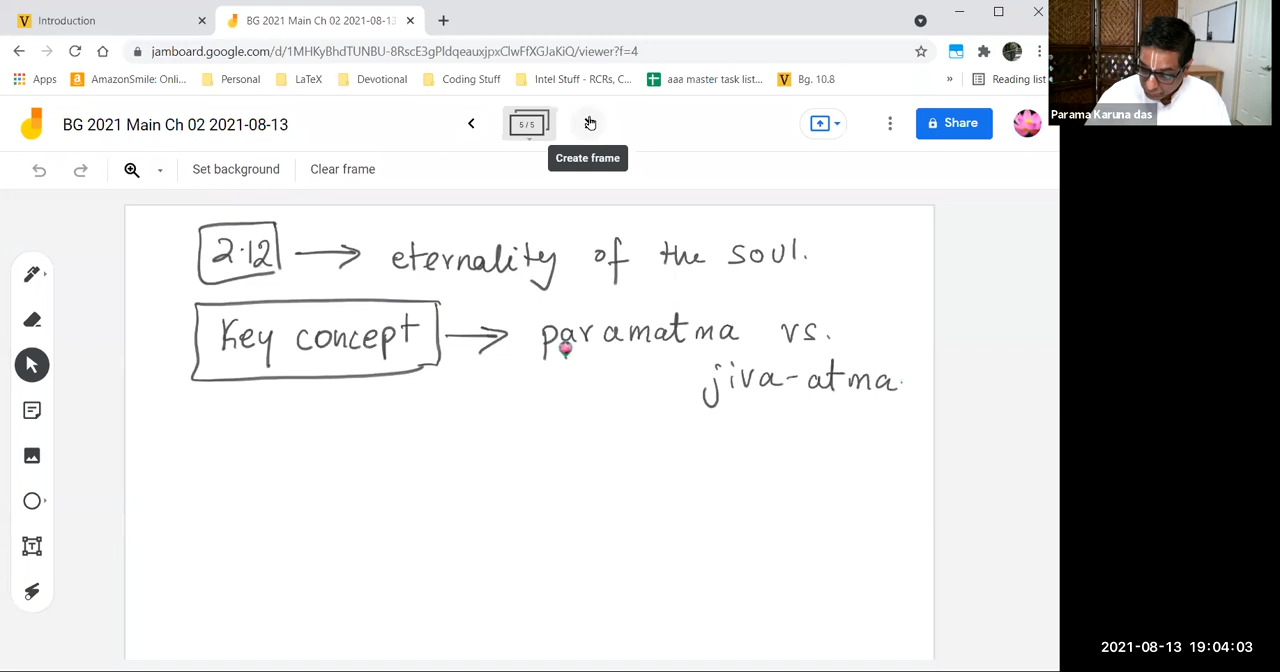 Introduction
BG 2021 Main Ch 02 2021-08-13
jamboard.google.com/d/1MHKyBhdTUNBU-8RscE3gPldqeauxjpxClwFfXGJaKiQ/viewer?f=4
Apps AmazonSmile: Onli... Personal LaTeX Devotional Coding Stuff Intel Stuff - RCRs, C... aaa master task list... Bg. 10.8 » Reading list
Parama Karuna das
BG 2021 Main Ch 02 2021-08-13
5 / 5
Share
Create frame
Set background Clear frame
2.12 → eternality of the soul.
Key concept → paramatma vs.
jiva-atma.
2021-08-13 19:04:03